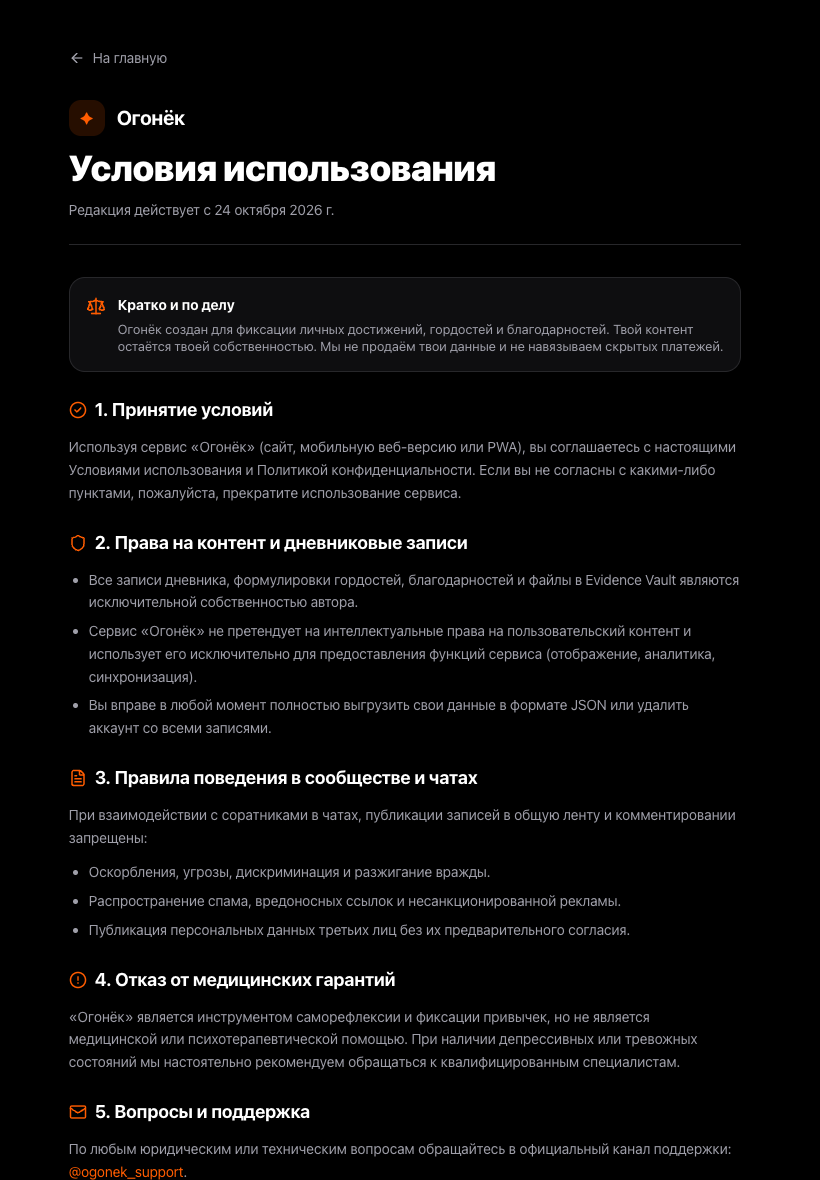 На главную
Огонёк
Условия использования
Редакция действует с 24 октября 2026 г.
Кратко и по делу
Огонёк создан для фиксации личных достижений, гордостей и благодарностей. Твой контент
остаётся твоей собственностью. Мы не продаём твои данные и не навязываем скрытых платежей.
1. Принятие условий
Используя сервис «Огонёк» (сайт, мобильную веб-версию или PWA), вы соглашаетесь с настоящими
Условиями использования и Политикой конфиденциальности. Если вы не согласны с какими-либо
пунктами, пожалуйста, прекратите использование сервиса.
2. Права на контент и дневниковые записи
• Все записи дневника, формулировки гордостей, благодарностей и файлы в Evidence Vault являются
исключительной собственностью автора.
• Сервис «Огонёк» не претендует на интеллектуальные права на пользовательский контент и
использует его исключительно для предоставления функций сервиса (отображение, аналитика,
синхронизация).
• Вы вправе в любой момент полностью выгрузить свои данные в формате JSON или удалить
аккаунт со всеми записями.
3. Правила поведения в сообществе и чатах
При взаимодействии с соратниками в чатах, публикации записей в общую ленту и комментировании
запрещены:
• Оскорбления, угрозы, дискриминация и разжигание вражды.
• Распространение спама, вредоносных ссылок и несанкционированной рекламы.
• Публикация персональных данных третьих лиц без их предварительного согласия.
4. Отказ от медицинских гарантий
«Огонёк» является инструментом саморефлексии и фиксации привычек, но не является
медицинской или психотерапевтической помощью. При наличии депрессивных или тревожных
состояний мы настоятельно рекомендуем обращаться к квалифицированным специалистам.
5. Вопросы и поддержка
По любым юридическим или техническим вопросам обращайтесь в официальный канал поддержки:
@ogonek_support.